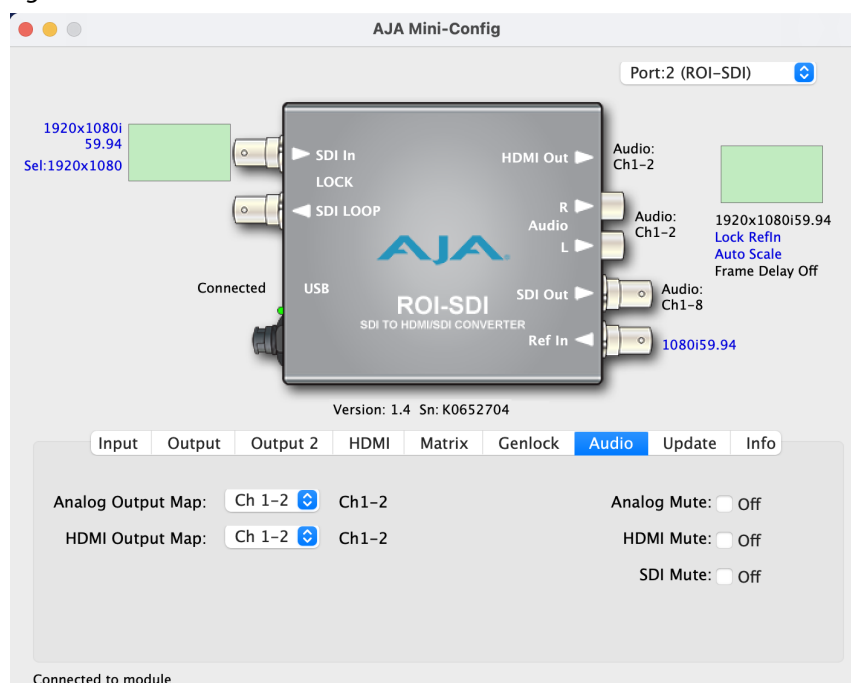 AJA Mini-Config
Port:2 (ROI-SDI)
1920x1080i
59.94
Sel:1920x1080
SDI In
LOCK
SDI LOOP
Connected
USB
AJA
ROI-SDI
SDI TO HDMI/SDI CONVERTER
HDMI Out
R
Audio
L
SDI Out
Ref In
Audio:
Ch1-2
Audio:
Ch1-2
Audio:
Ch1-8
1080i59.94
1920x1080i59.94
Lock RefIn
Auto Scale
Frame Delay Off
Version: 1.4 Sn: K0652704
Input Output Output 2 HDMI Matrix Genlock Audio Update Info
Analog Output Map: Ch 1-2 Ch1-2 Analog Mute: Off
HDMI Output Map: Ch 1-2 Ch1-2 HDMI Mute: Off
SDI Mute: Off
Connected to module